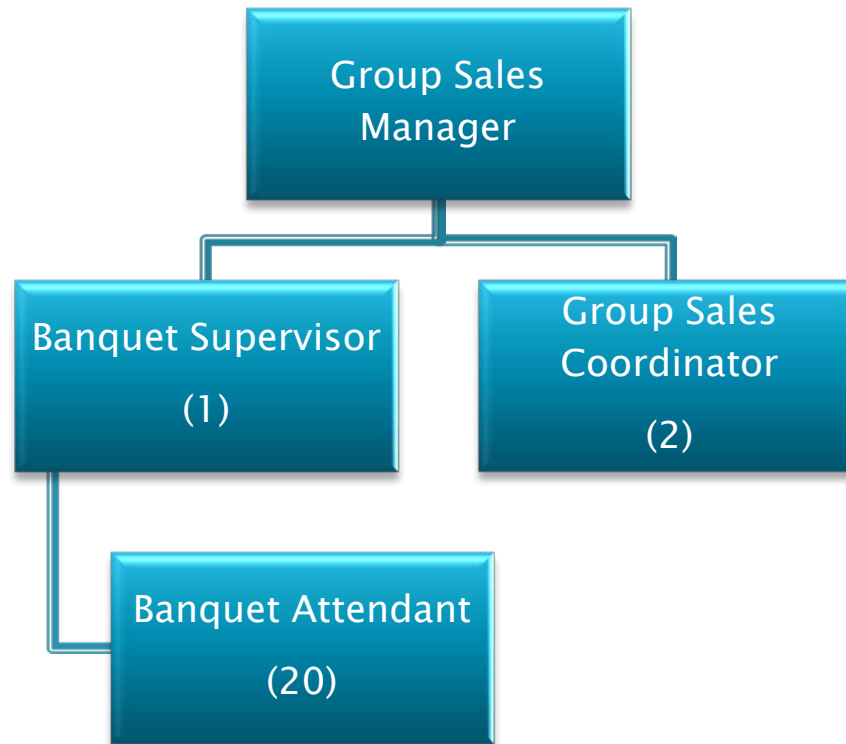 Group Sales
Manager
Banquet Supervisor
(1)
Group Sales
Coordinator
(2)
Banquet Attendant
(20)